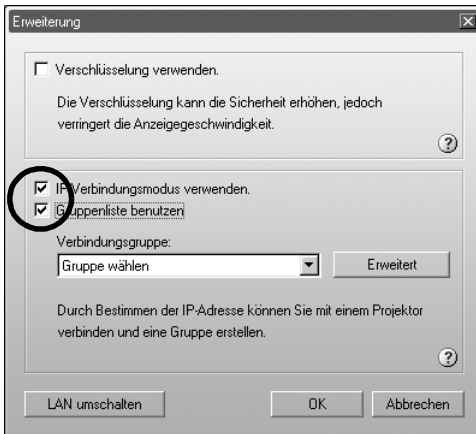 Erweiterung
Verschlüsselung verwenden.
Die Verschlüsselung kann die Sicherheit erhöhen, jedoch
verringert die Anzeigegeschwindigkeit.
?
IP-Verbindungsmodus verwenden.
Gruppenliste benutzen
Verbindungsgruppe:
Gruppe wählen
Erweitert
Durch Bestimmen der IP-Adresse können Sie mit einem Projektor
verbinden und eine Gruppe erstellen.
?
LAN umschalten OK Abbrechen